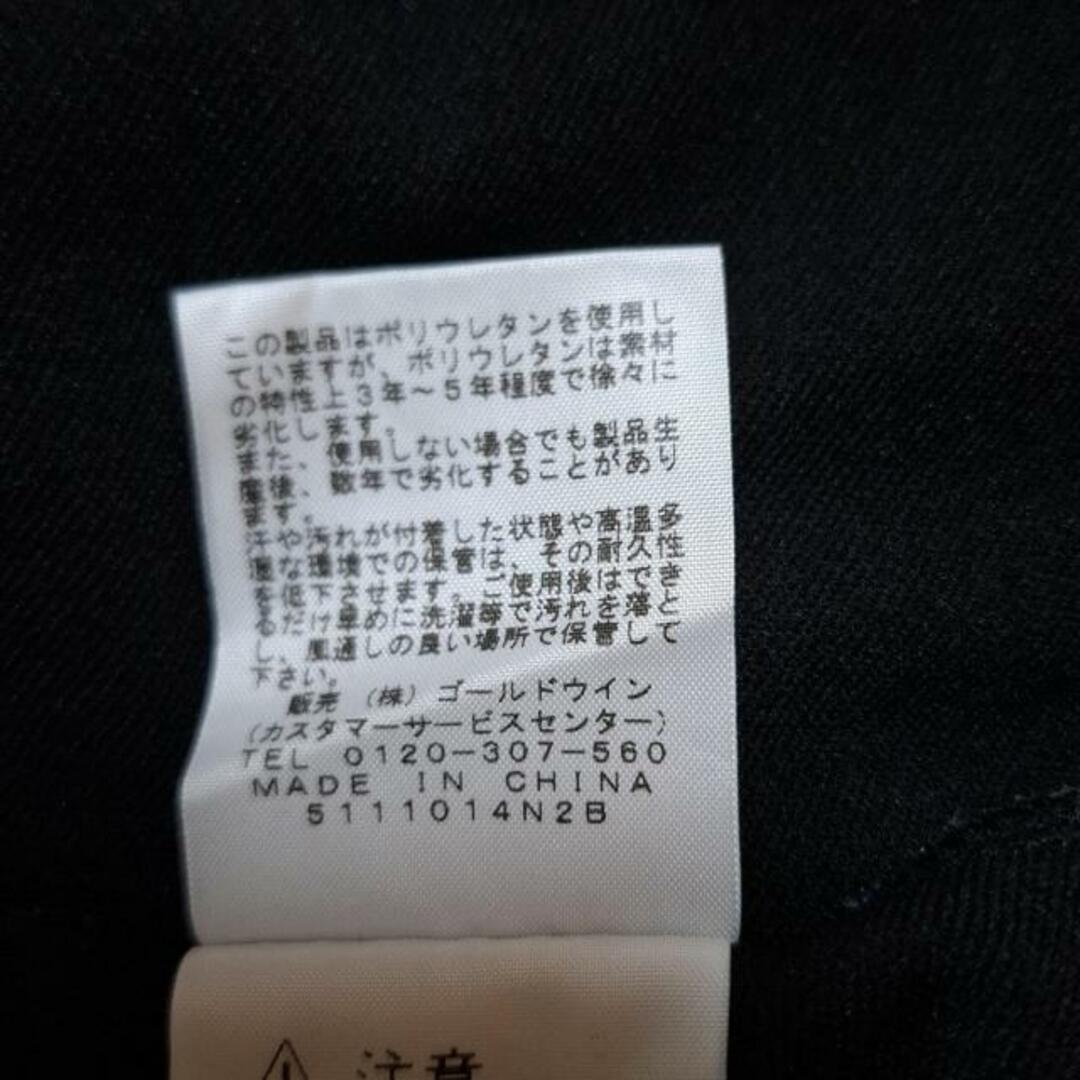 この製品はポリウレタンを使用し
ていますが、ポリウレタンは素材
の特性上3年～5年程度で徐々に
劣化します。
また、使用しない場合でも製品生
産後、数年で劣化することがあり
ます。
汗や汚れが付着した状態や高温多
湿な環境での保管は、その耐久性
を低下させます。ご使用後はでき
るだけ早めに洗濯等で汚れを落と
し、風通しの良い場所で保管して
下さい。
販売 (株)ゴールドウイン
(カスタマーサービスセンター)
TEL 0120-307-560
MADE IN CHINA
5111014N2B
注意